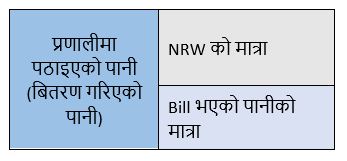 प्रणालीमा
पठाइएको पानी
(बितरण गरिएको
पानी)
NRW को मात्रा
Bill भएको पानीको
मात्रा